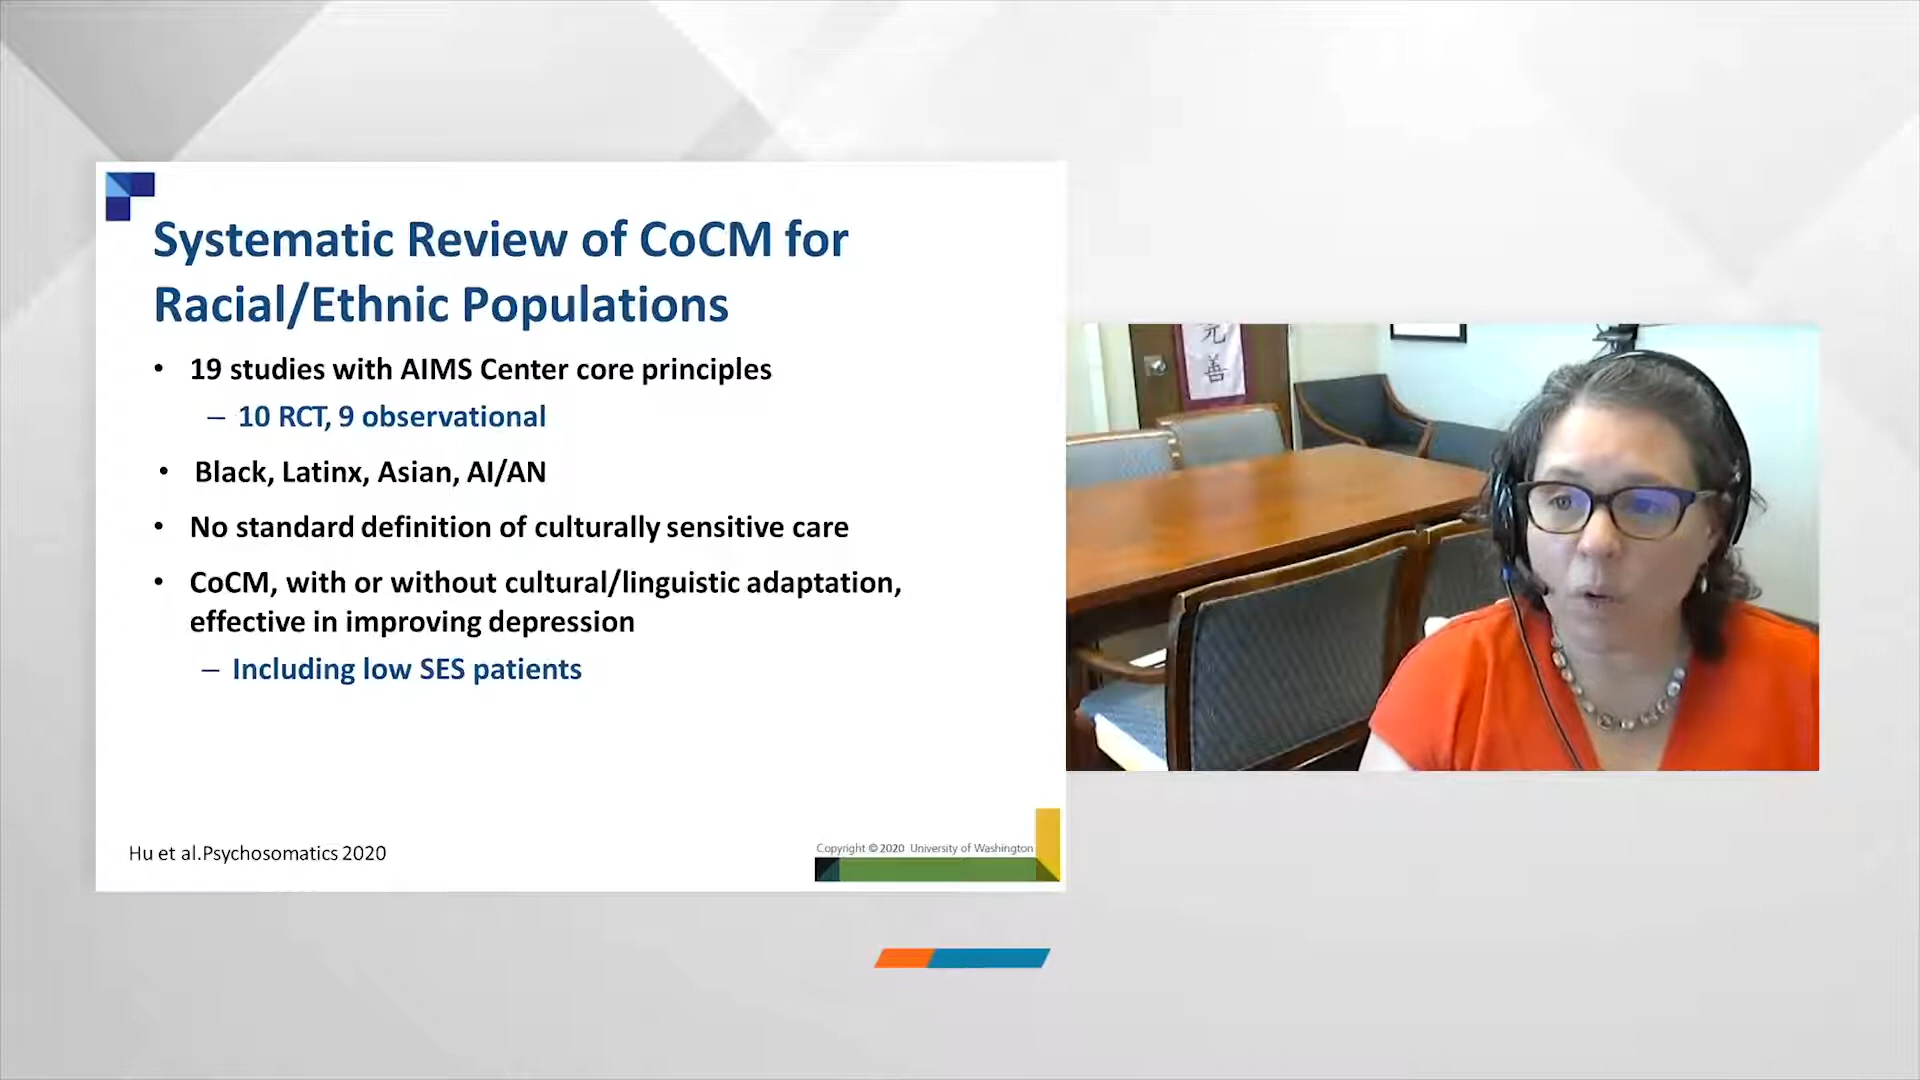 Systematic Review of CoCM for
Racial/Ethnic Populations
• 19 studies with AIMS Center core principles
– 10 RCT, 9 observational
• Black, Latinx, Asian, AI/AN
• No standard definition of culturally sensitive care
• CoCM, with or without cultural/linguistic adaptation,
effective in improving depression
– Including low SES patients
Hu et al.Psychosomatics 2020
Copyright © 2020 University of Washington
善